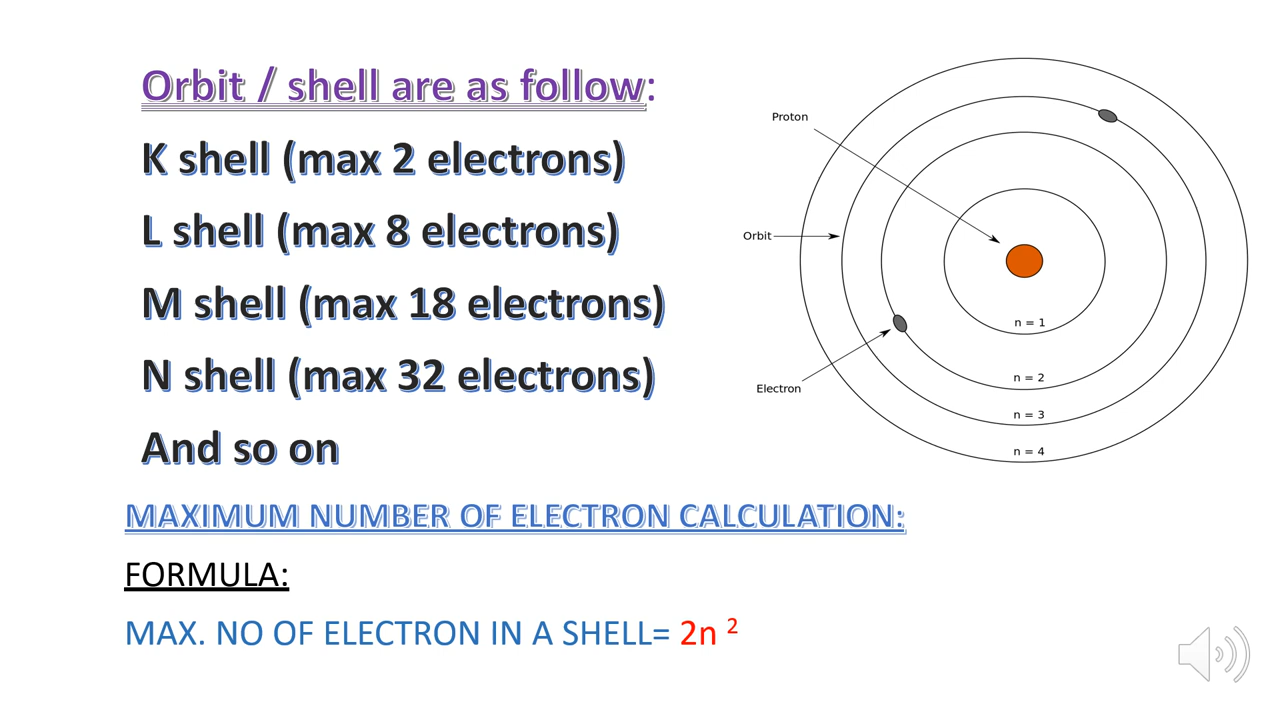 Orbit / shell are as follow:
K shell (max 2 electrons)
L shell (max 8 electrons)
M shell (max 18 electrons)
N shell (max 32 electrons)
And so on
MAXIMUM NUMBER OF ELECTRON CALCULATION:
FORMULA:
MAX. NO OF ELECTRON IN A SHELL= 2n ²
Proton
Orbit
Electron
n = 1
n = 2
n = 3
n = 4